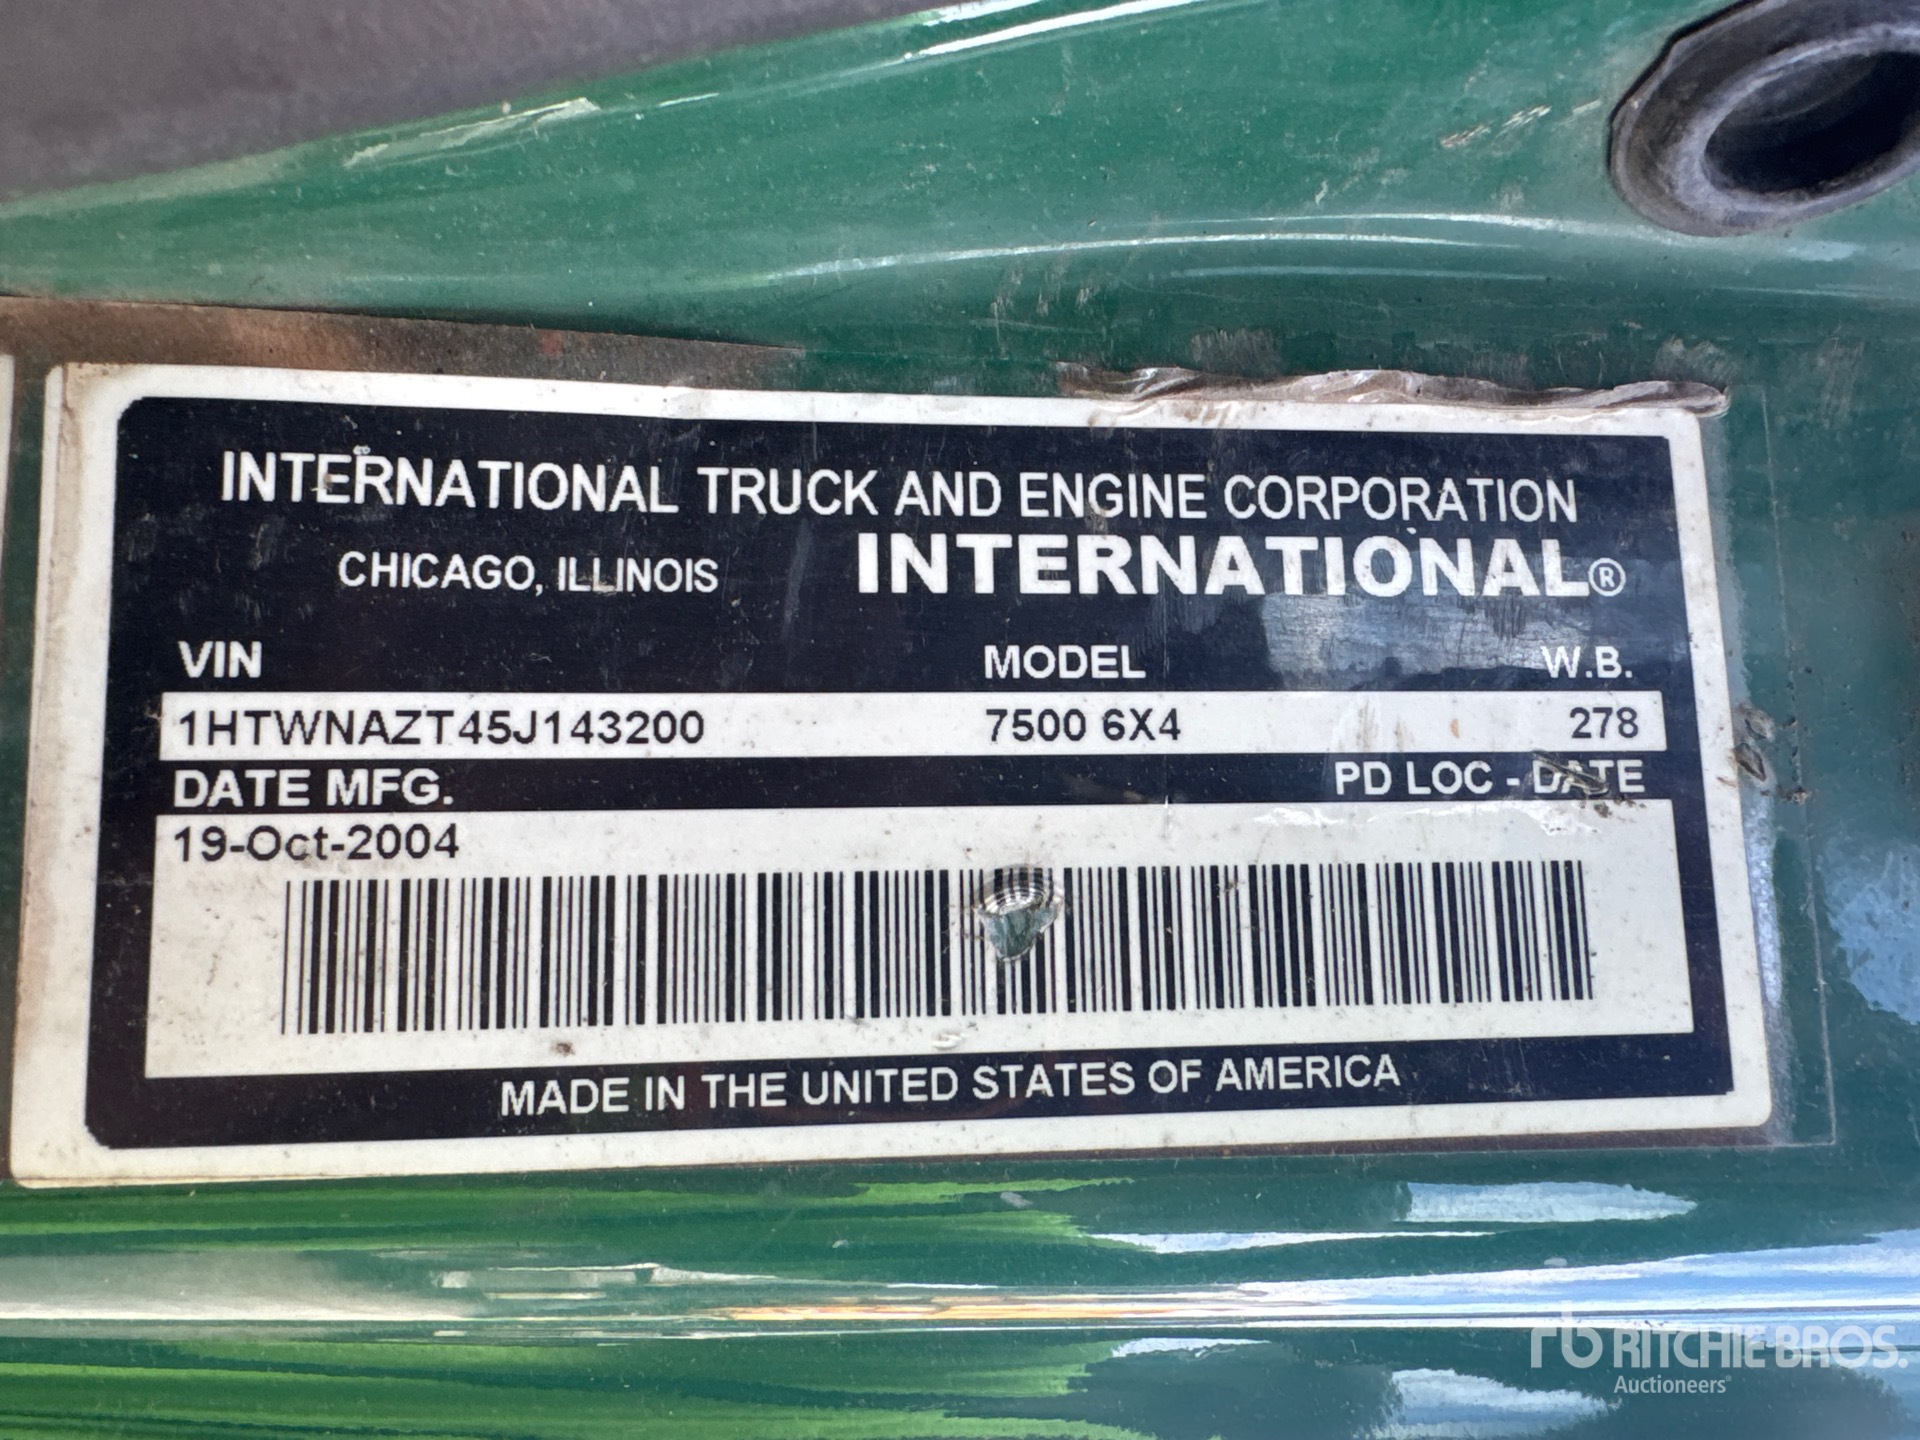 INTERNATIONAL TRUCK AND ENGINE CORPORATION
CHICAGO, ILLINOIS INTERNATIONAL®
VIN MODEL W.B.
1HTWNAZT45J143200 7500 6X4 278
DATE MFG. PD LOC - DATE
19-Oct-2004
MADE IN THE UNITED STATES OF AMERICA
rb RITCHIE BROS.
Auctioneers®